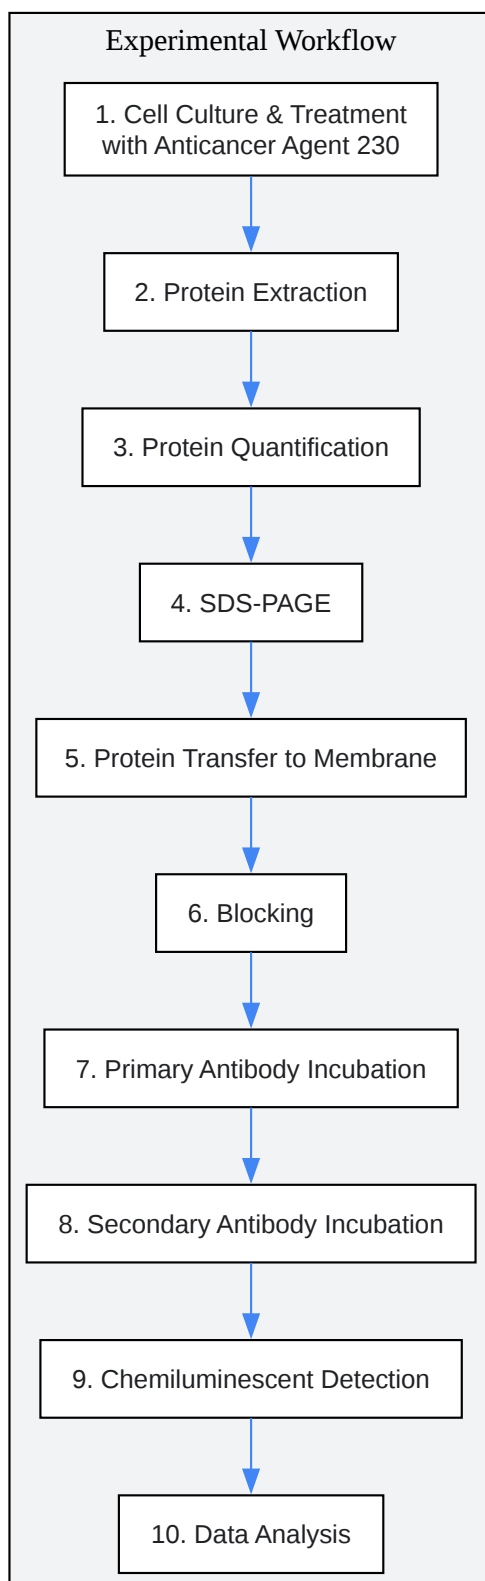 Experimental Workflow
1. Cell Culture & Treatment
with Anticancer Agent 230
2. Protein Extraction
3. Protein Quantification
4. SDS-PAGE
5. Protein Transfer to Membrane
6. Blocking
7. Primary Antibody Incubation
8. Secondary Antibody Incubation
9. Chemiluminescent Detection
10. Data Analysis